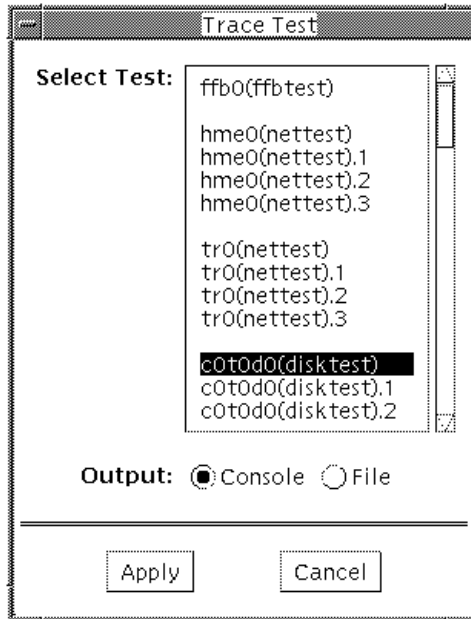 Trace Test
Select Test:
ffb0(ffbtest)
hme0(nettest)
hme0(nettest).1
hme0(nettest).2
hme0(nettest).3
tr0(nettest)
tr0(nettest).1
tr0(nettest).2
tr0(nettest).3
c0t0d0(disktest)
c0t0d0(disktest).1
c0t0d0(disktest).2
Output: Console File
Apply Cancel